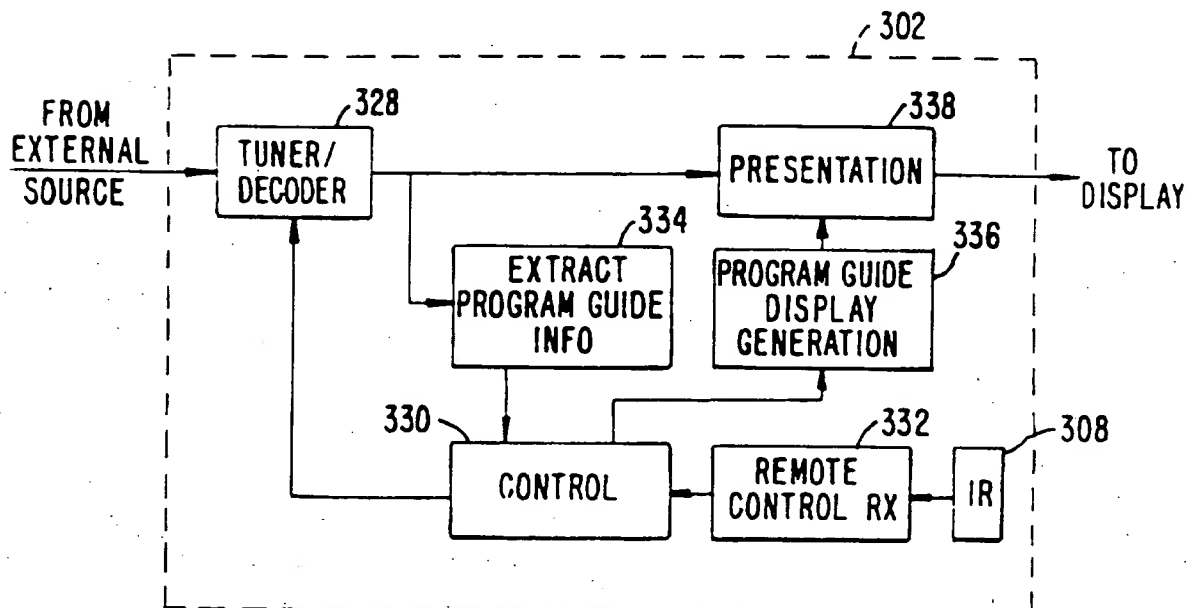 302
FROM
EXTERNAL
SOURCE
328
TUNER/
DECODER
338
PRESENTATION
TO
DISPLAY
334
EXTRACT
PROGRAM GUIDE
INFO
336
PROGRAM GUIDE
DISPLAY
GENERATION
330
CONTROL
332
REMOTE
CONTROL RX
308
IR